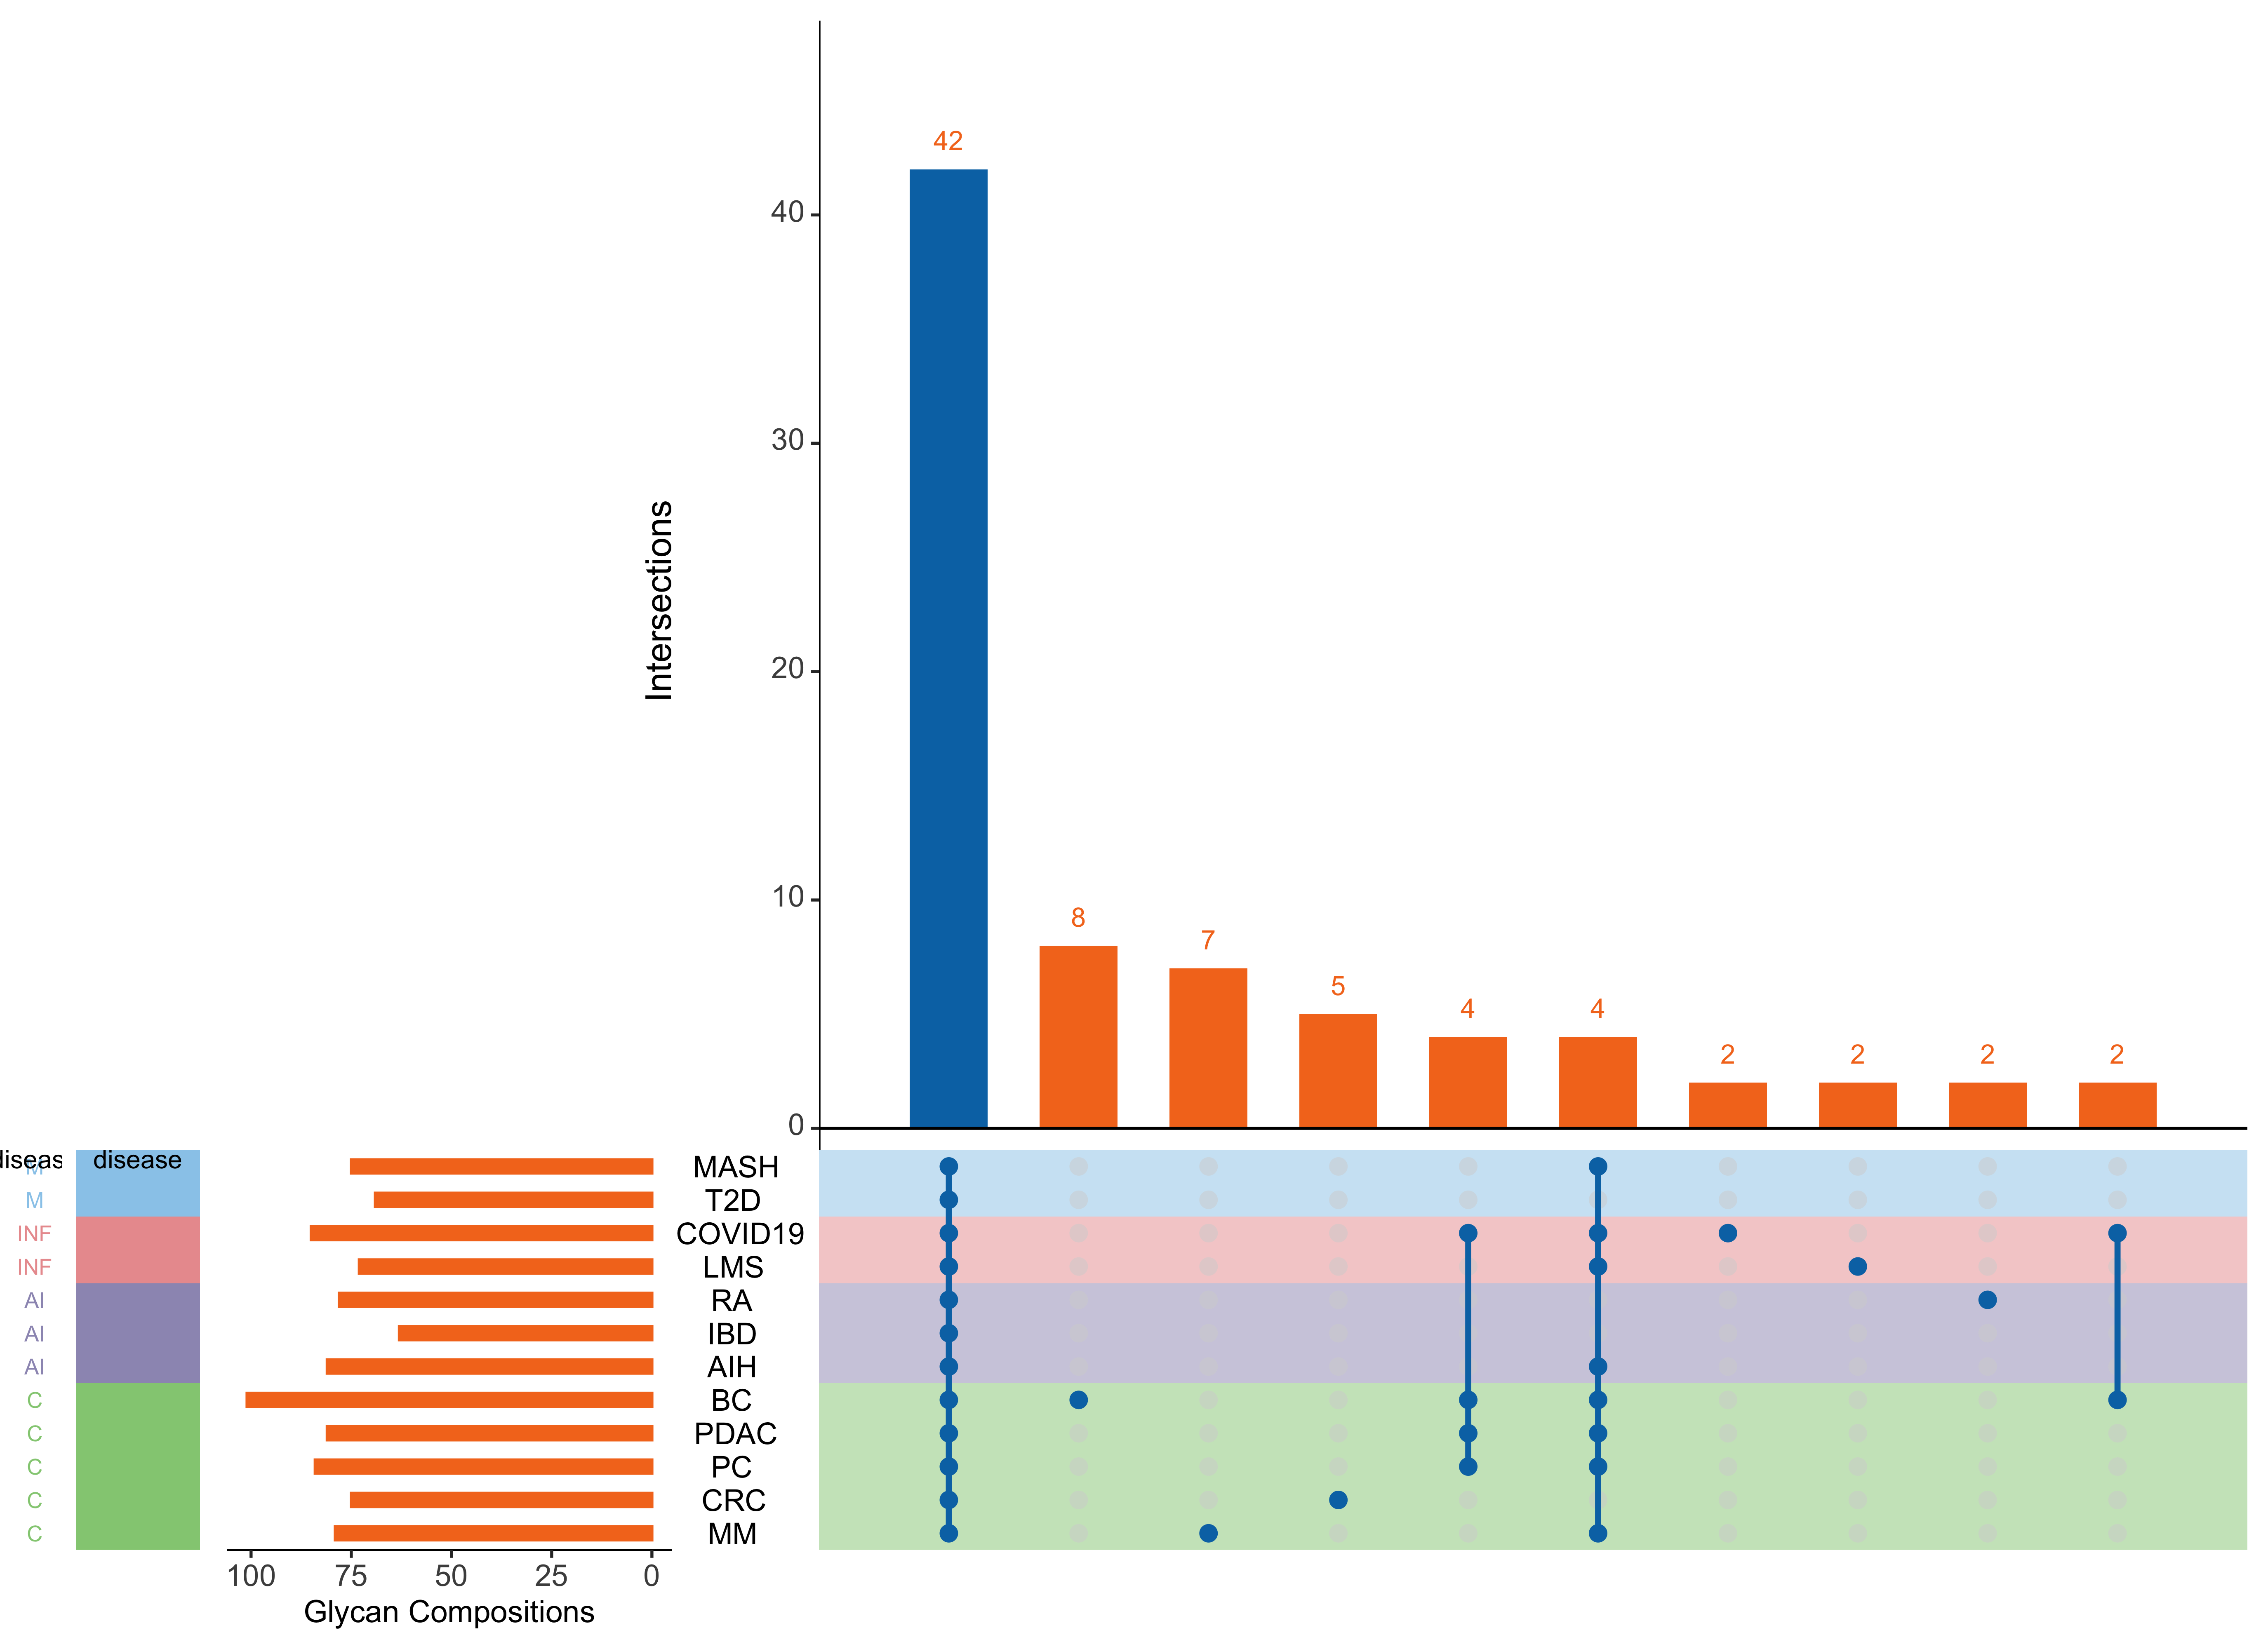 42
40
30
Intersections
20
10
8
7
5
4
4
2
2
2
2
0
diseas disease
M MASH
M T2D
INF COVID19
INF LMS
AI RA
AI IBD
AI AIH
C BC
C PDAC
C PC
C CRC
C MM
100 75 50 25 0
Glycan Compositions